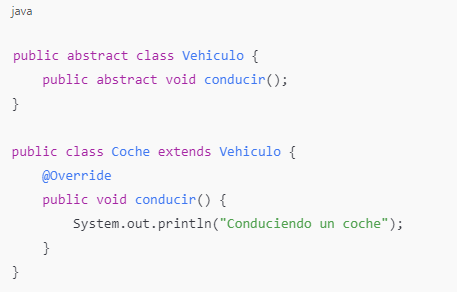 java
public abstract class Vehiculo {
    public abstract void conducir();
}
public class Coche extends Vehiculo {
    @Override
    public void conducir() {
        System.out.println("Conduciendo un coche");
    }
}